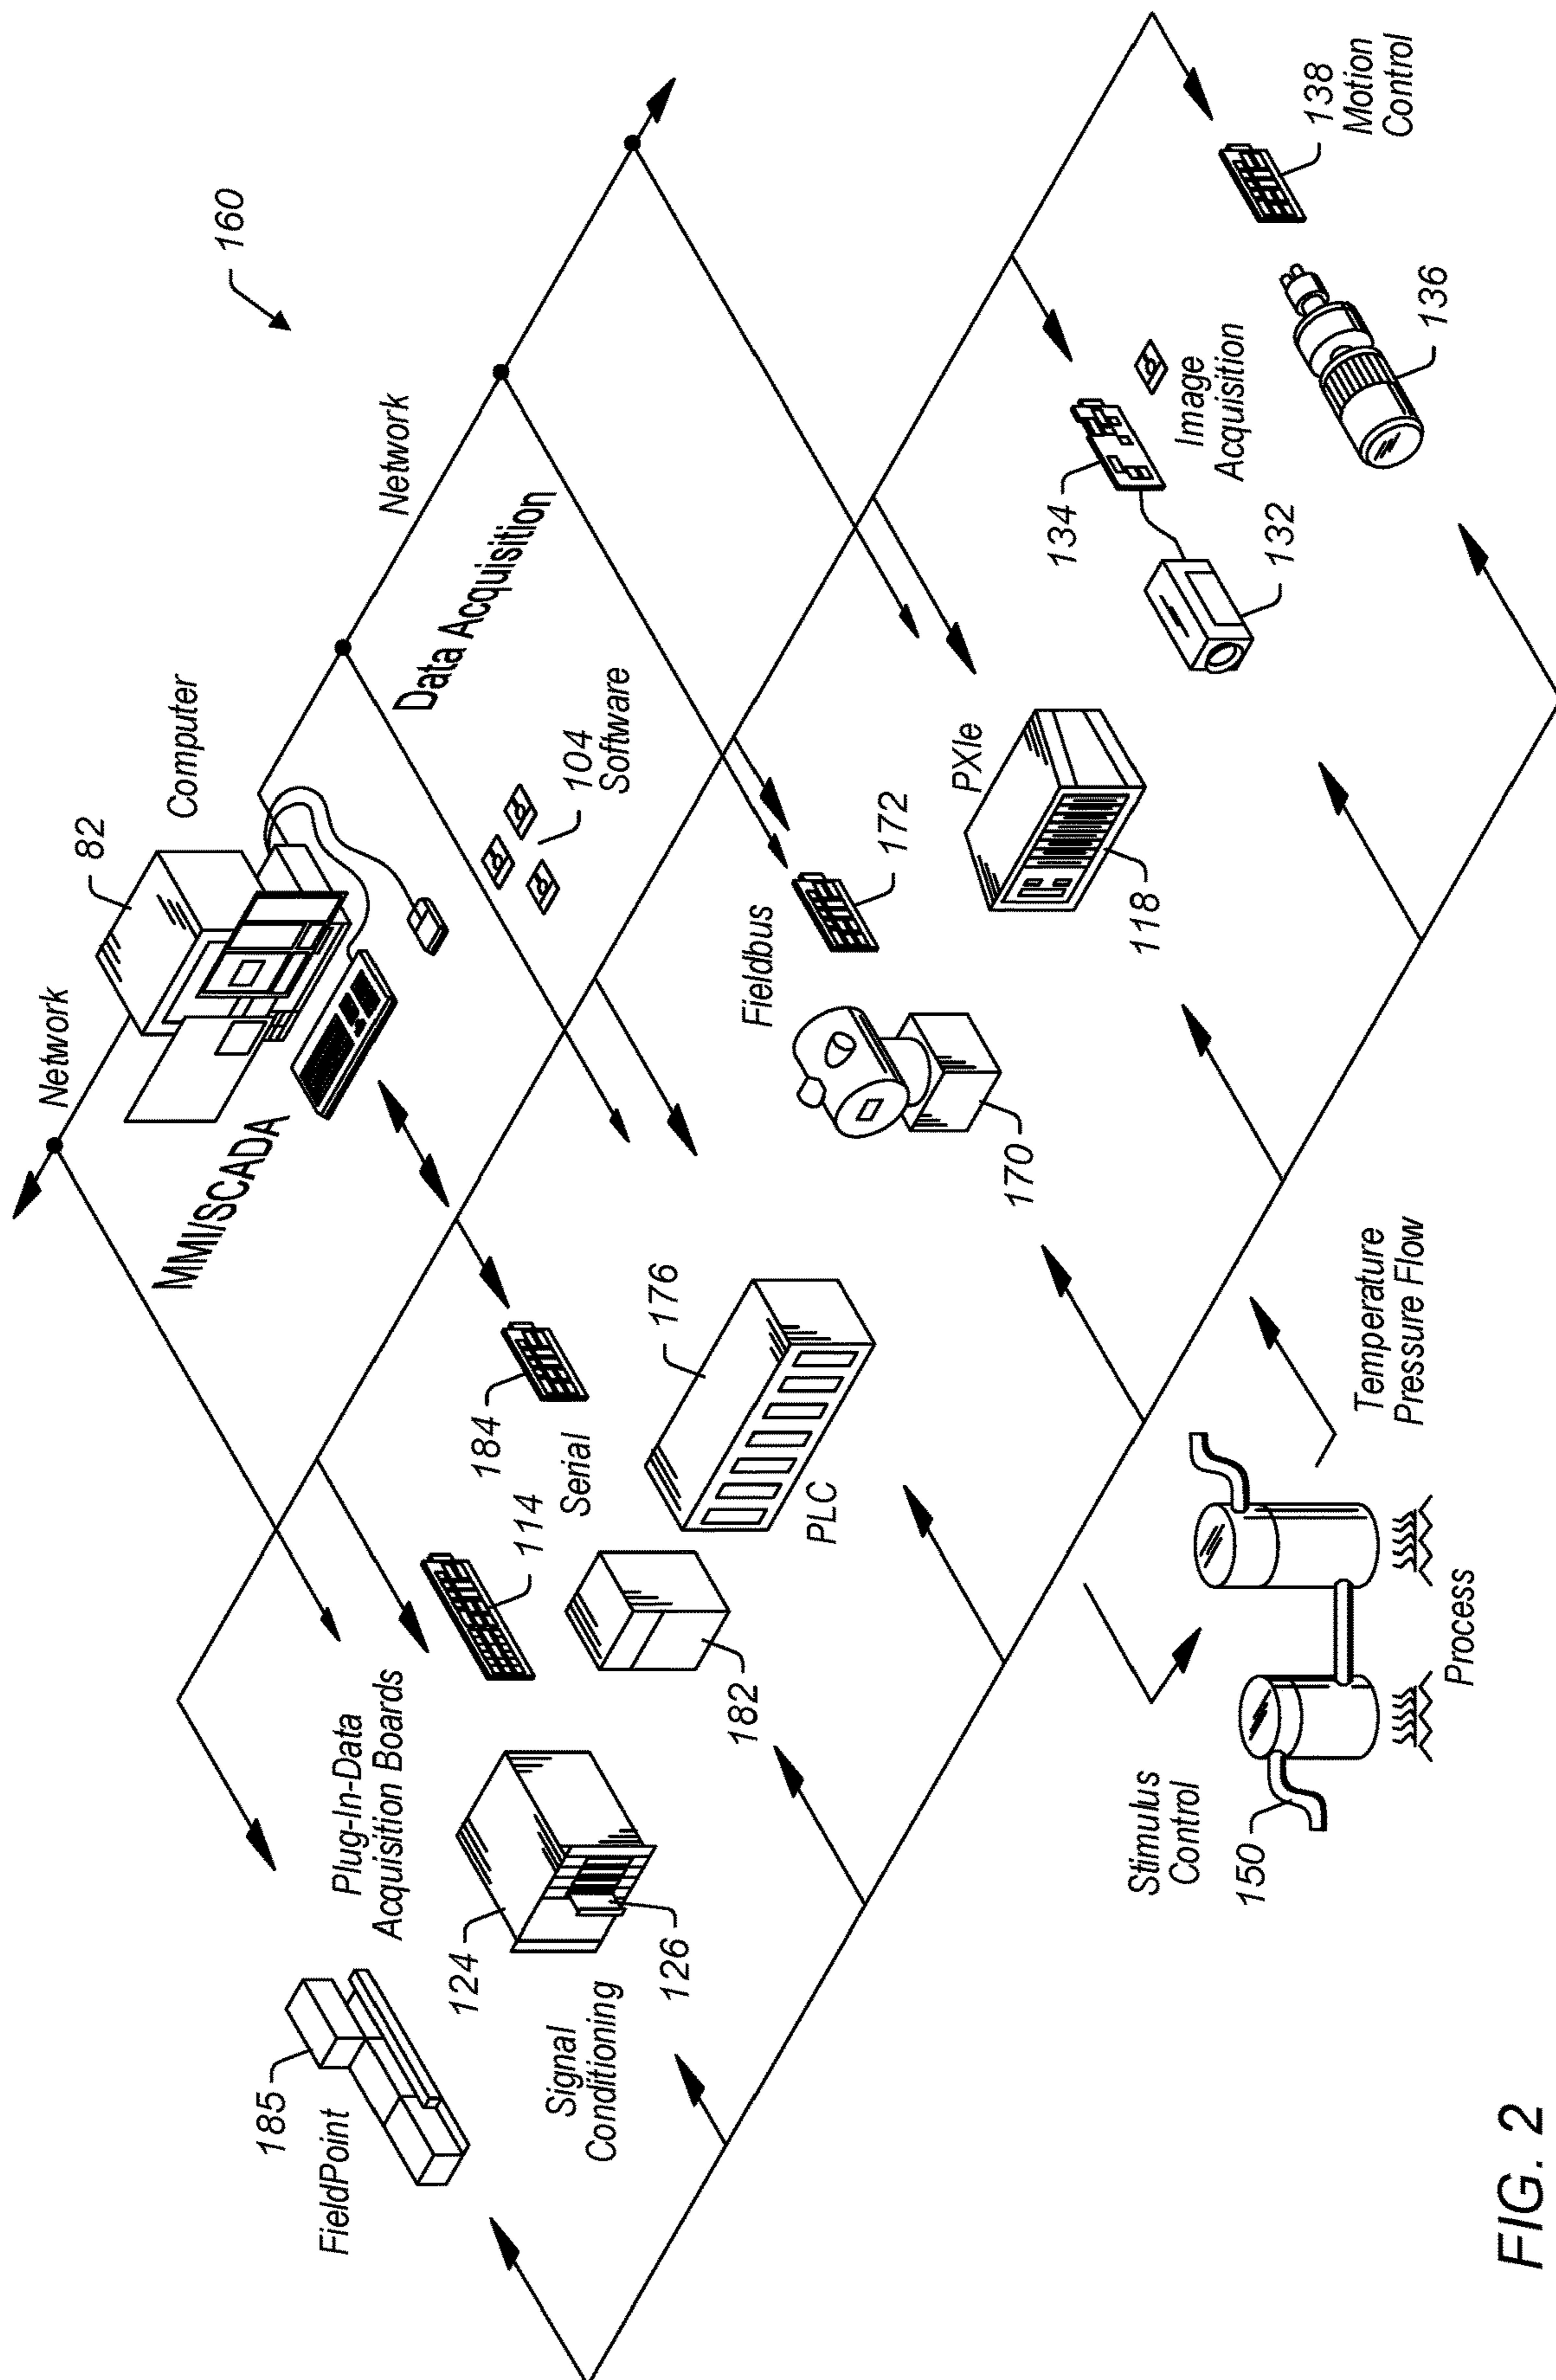 160
Network
82
Computer
Network
MMI/SCADA
Data Acquisition
104
Software
185
FieldPoint
Plug-In-Data
Acquisition Boards
114
184
Serial
176
PLC
182
124
126
Signal
Conditioning
Fieldbus
172
170
PXIe
118
134
Image
Acquisition
132
138
Motion
Control
136
Stimulus
Control
150
Process
Temperature
Pressure Flow
FIG. 2